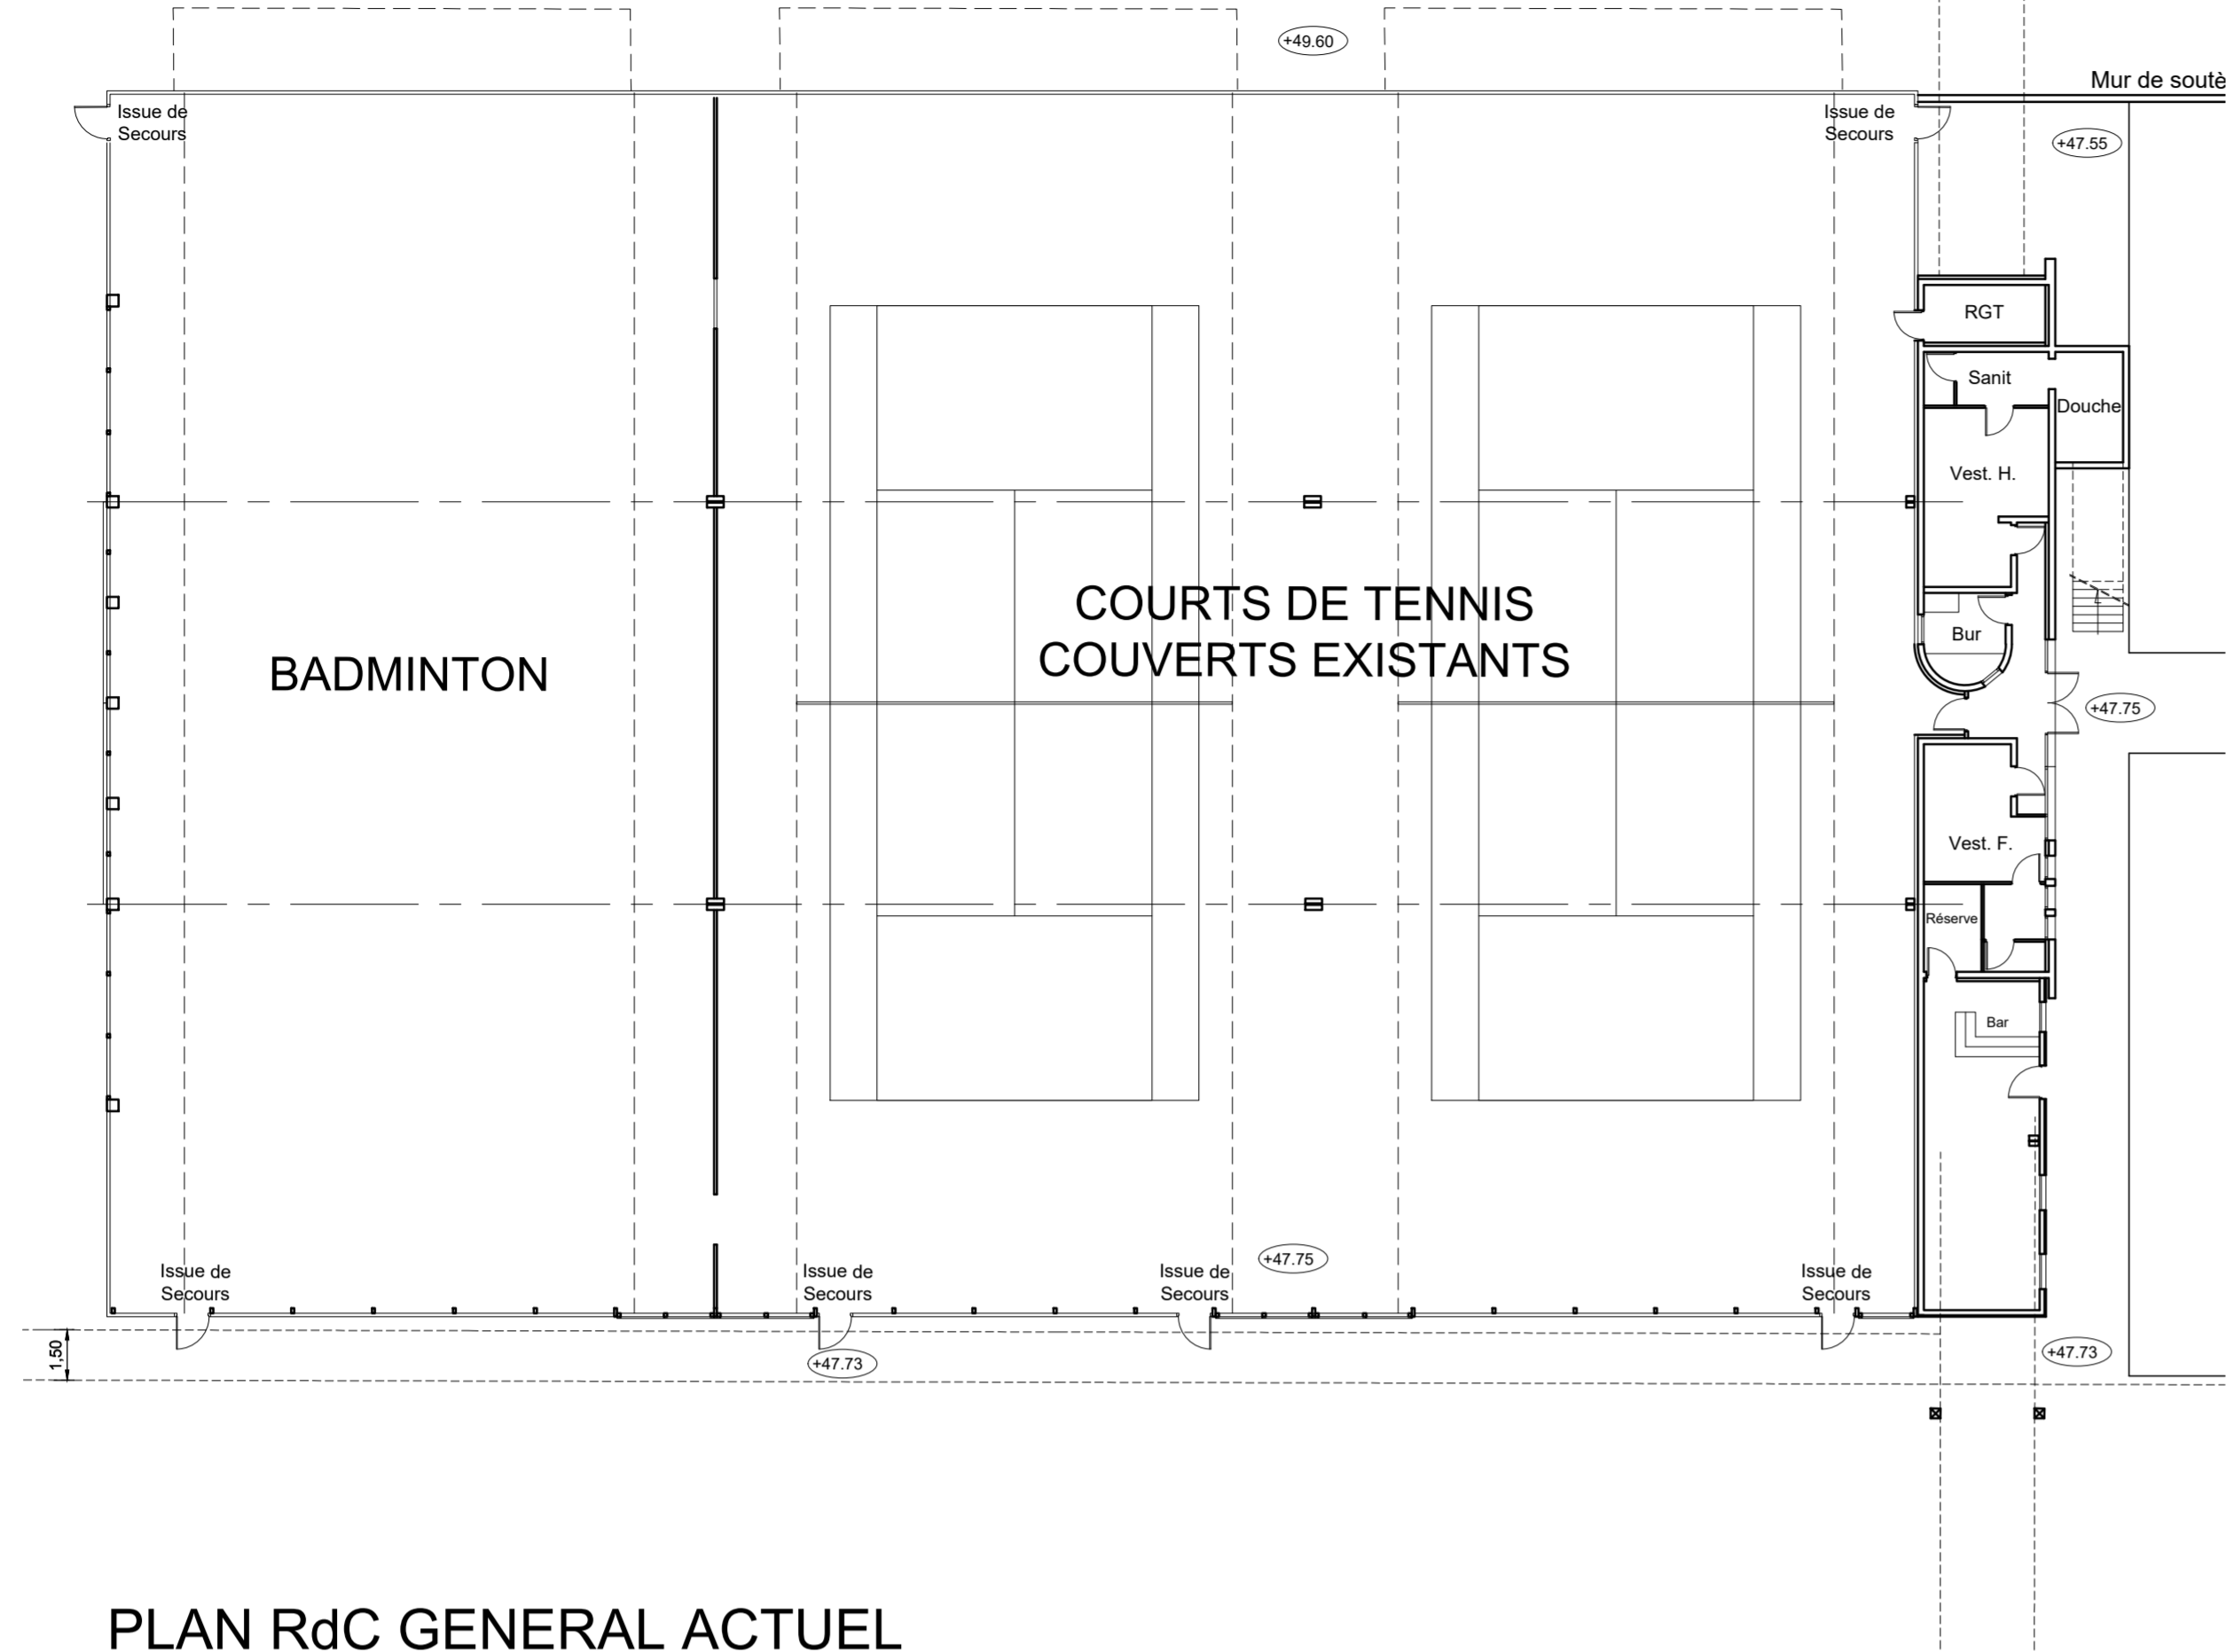 +49.60
Mur de soutè
Issue de
Secours
Issue de
Secours
+47.55
RGT
Sanit
Douche
Vest. H.
COURTS DE TENNIS
COUVERTS EXISTANTS
BADMINTON
Bur
+47.75
Vest. F.
Réserve
Bar
+47.75
Issue de
Secours
Issue de
Secours
Issue de
Secours
Issue de
Secours
1,50
+47.73
+47.73
PLAN RdC GENERAL ACTUEL